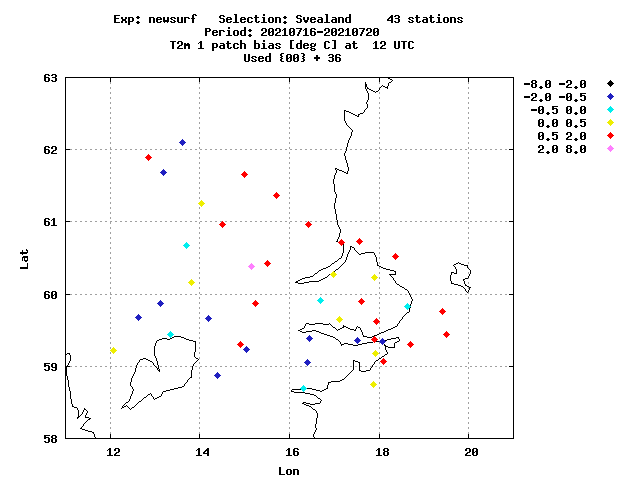 Exp: newsurf   Selection: Svealand     43 stations
Period: 20210716-20210720
T2m 1 patch bias [deg C] at  12 UTC
Used {00} + 36
-8.0 -2.0
-2.0 -0.5
-0.5 0.0
0.0 0.5
0.5 2.0
2.0 8.0
63
62
61
60
59
58
Lat
12 14 16 18 20
Lon